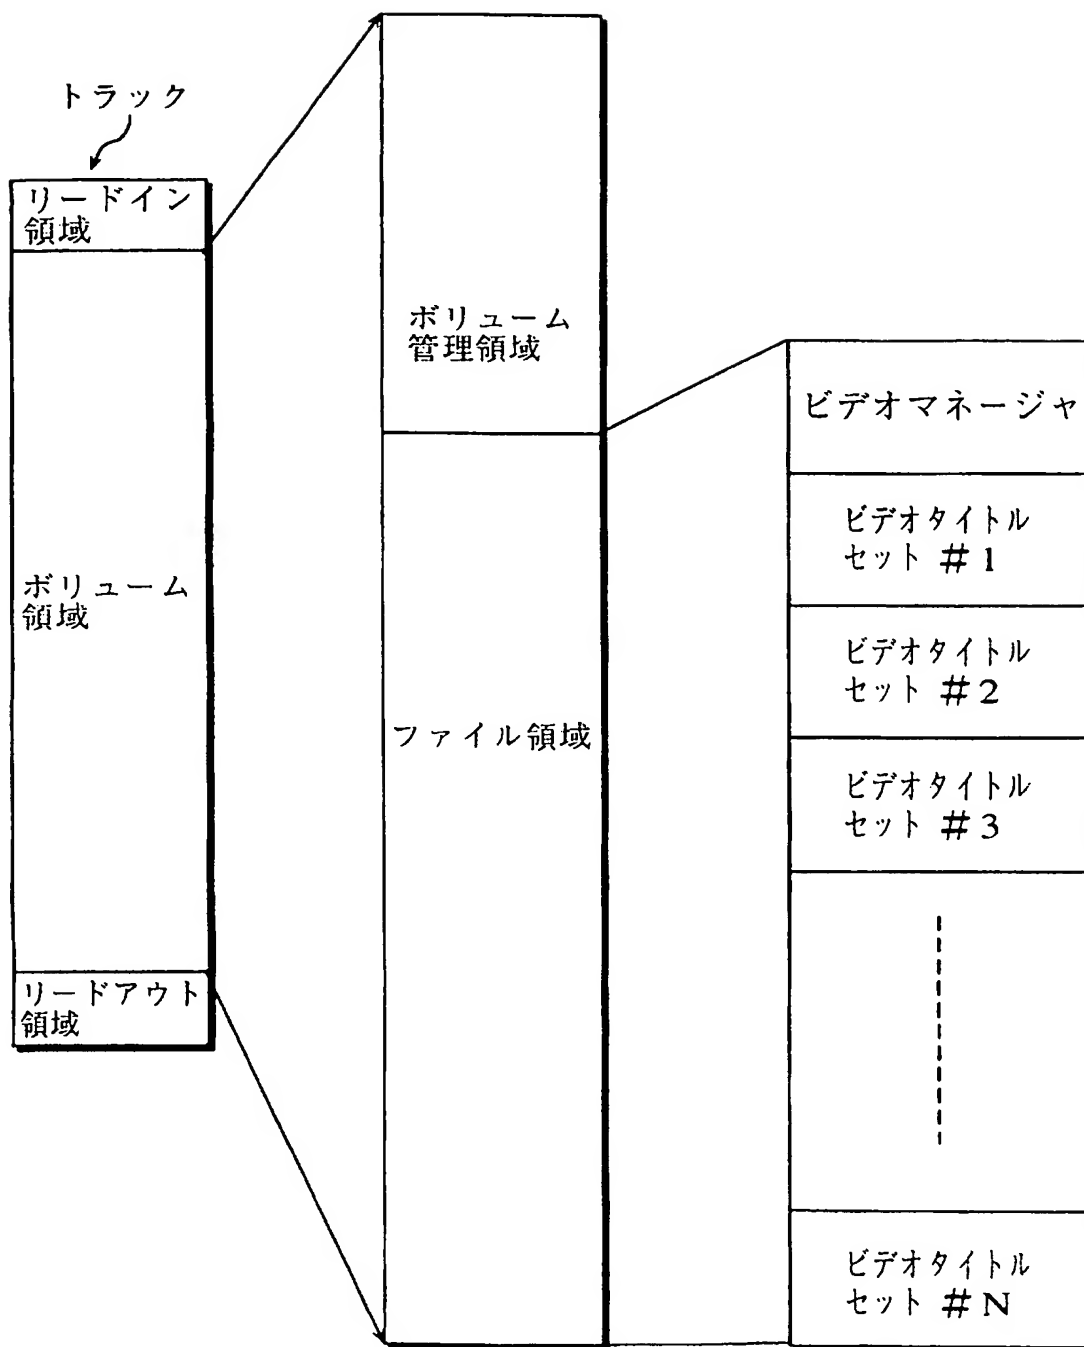 トラック
リードイン
領域
ボリューム
領域
リードアウト
領域
ボリューム
管理領域
ファイル領域
ビデオマネージャ
ビデオタイトル
セット #1
ビデオタイトル
セット #2
ビデオタイトル
セット #3
ビデオタイトル
セット #N